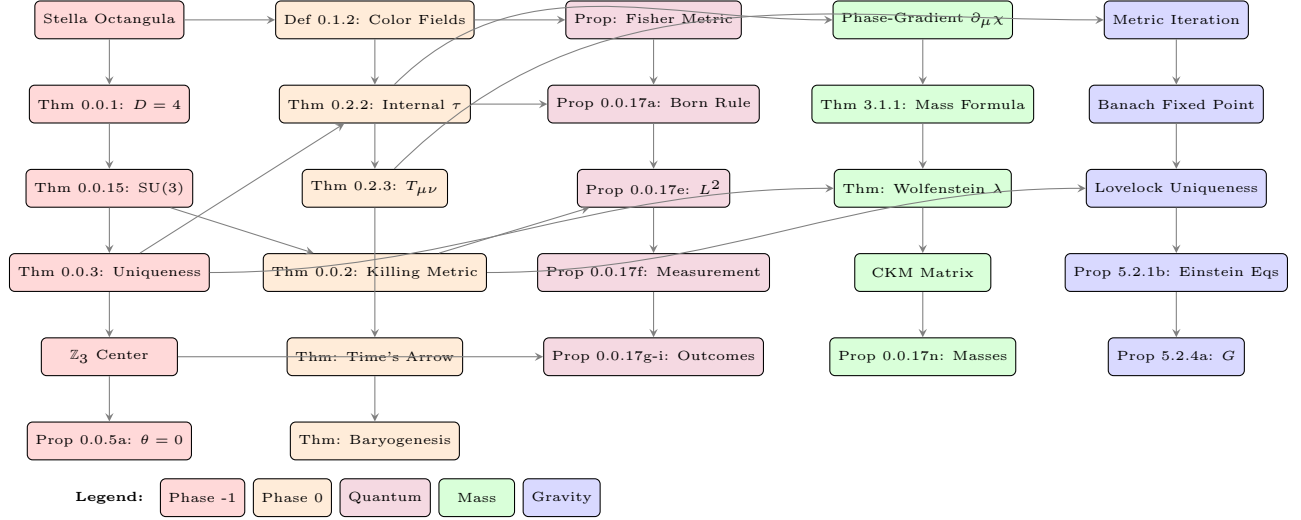 Stella Octangula
Def 0.1.2: Color Fields
Prop: Fisher Metric
Phase-Gradient ∂μχ
Metric Iteration
Thm 0.0.1: D = 4
Thm 0.2.2: Internal τ
Prop 0.0.17a: Born Rule
Thm 3.1.1: Mass Formula
Banach Fixed Point
Thm 0.0.15: SU(3)
Thm 0.2.3: Tμν
Prop 0.0.17e: L²
Thm: Wolfenstein λ
Lovelock Uniqueness
Thm 0.0.3: Uniqueness
Thm 0.0.2: Killing Metric
Prop 0.0.17f: Measurement
CKM Matrix
Prop 5.2.1b: Einstein Eqs
ℤ₃ Center
Thm: Time's Arrow
Prop 0.0.17g-i: Outcomes
Prop 0.0.17n: Masses
Prop 5.2.4a: G
Prop 0.0.5a: θ = 0
Thm: Baryogenesis
Legend: Phase -1 Phase 0 Quantum Mass Gravity